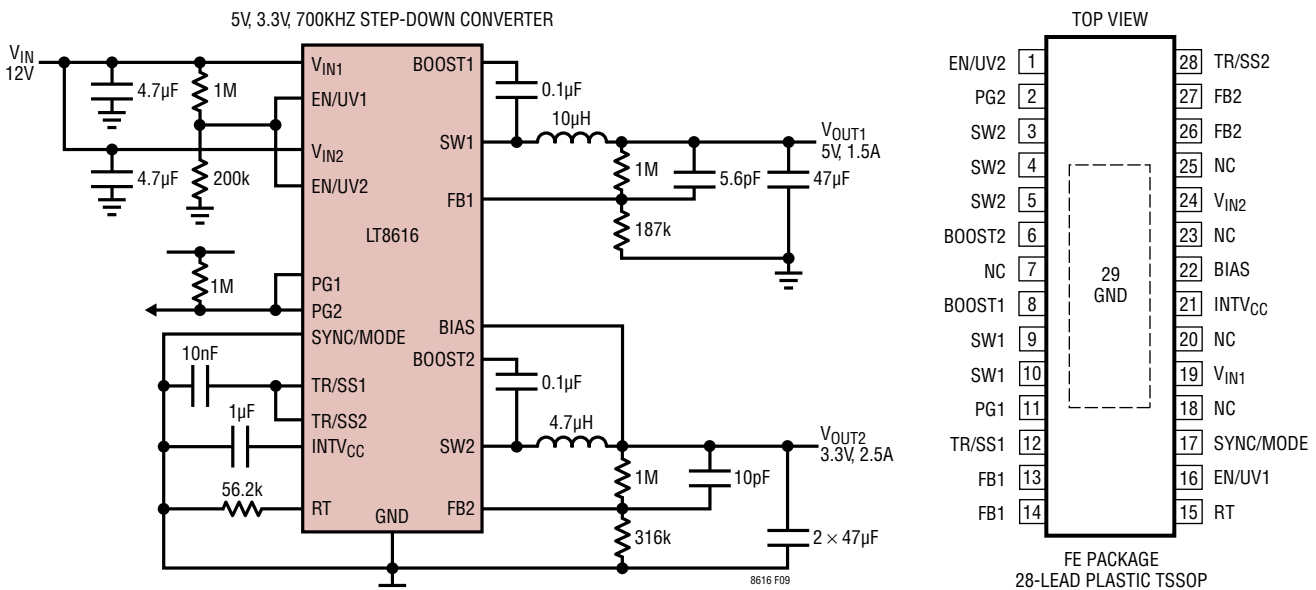 5V, 3.3V, 700KHZ STEP-DOWN CONVERTER
VIN
12V
4.7µF
1M
4.7µF
200k
VIN1
EN/UV1
VIN2
EN/UV2
LT8616
BOOST1
SW1
FB1
0.1µF
10µH
1M
5.6pF
47µF
187k
VOUT1
5V, 1.5A
1M
PG1
PG2
SYNC/MODE
10nF
TR/SS1
TR/SS2
1µF
INTVCC
56.2k
RT
GND
BIAS
BOOST2
SW2
FB2
0.1µF
4.7µH
1M
10pF
316k
2 × 47µF
VOUT2
3.3V, 2.5A
8616 F09
TOP VIEW
EN/UV2 1
PG2 2
SW2 3
SW2 4
SW2 5
BOOST2 6
NC 7
BOOST1 8
SW1 9
SW1 10
PG1 11
TR/SS1 12
FB1 13
FB1 14
29
GND
28 TR/SS2
27 FB2
26 FB2
25 NC
24 VIN2
23 NC
22 BIAS
21 INTVCC
20 NC
19 VIN1
18 NC
17 SYNC/MODE
16 EN/UV1
15 RT
FE PACKAGE
28-LEAD PLASTIC TSSOP